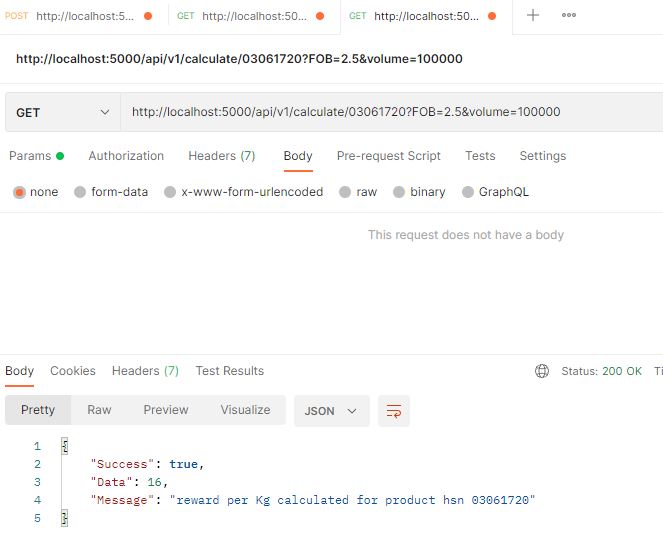 POST http://localhost:5... GET http://localhost:50... GET http://localhost:50... + ooo
http://localhost:5000/api/v1/calculate/03061720?FOB=2.5&volume=100000
GET http://localhost:5000/api/v1/calculate/03061720?FOB=2.5&volume=100000
Params Authorization Headers (7) Body Pre-request Script Tests Settings
none form-data x-www-form-urlencoded raw binary GraphQL
This request does not have a body
Body Cookies Headers (7) Test Results Status: 200 OK Ti
Pretty Raw Preview Visualize JSON
1 {
2 "Success": true,
3 "Data": 16,
4 "Message": "reward per Kg calculated for product hsn 03061720"
5 }